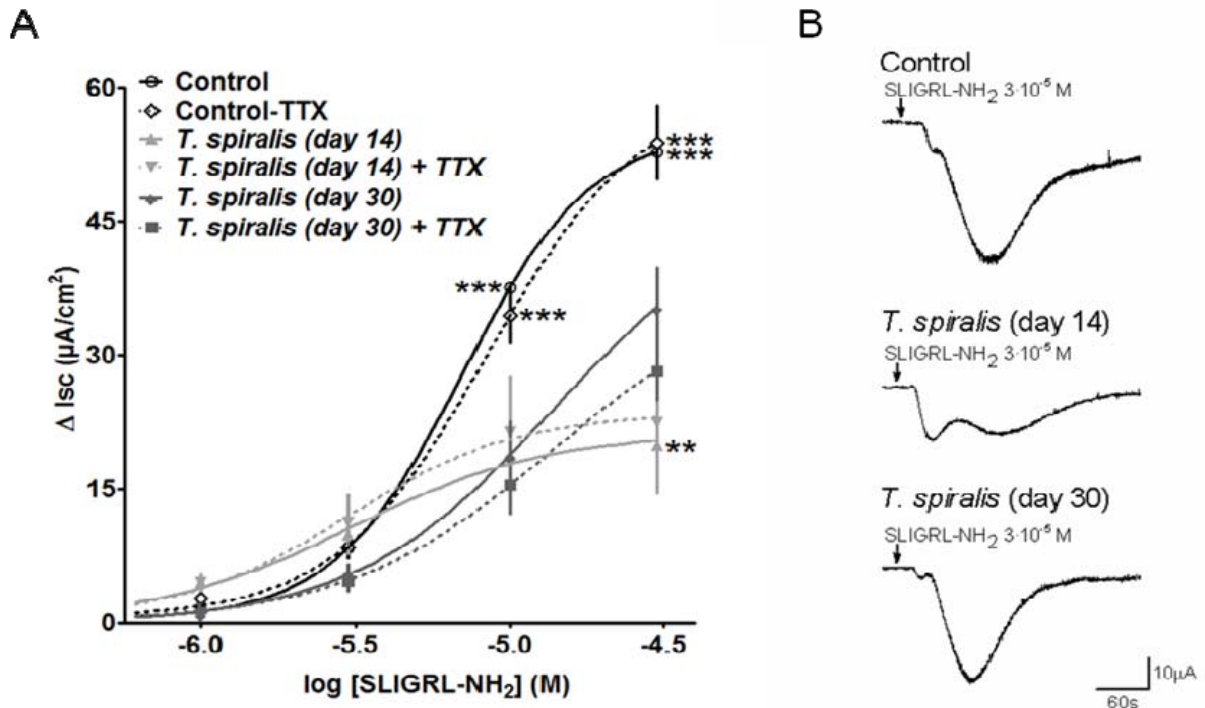 A
Control
Control-TTX
T. spiralis (day 14)
T. spiralis (day 14) + TTX
T. spiralis (day 30)
T. spiralis (day 30) + TTX
60
45
30
15
0
Δ Isc (µA/cm²)
***
***
***
***
**
-6.0
-5.5
-5.0
-4.5
log [SLIGRL-NH₂] (M)
B
Control
SLIGRL-NH₂ 3·10⁻⁵ M
T. spiralis (day 14)
SLIGRL-NH₂ 3·10⁻⁵ M
T. spiralis (day 30)
SLIGRL-NH₂ 3·10⁻⁵ M
10µA
60s